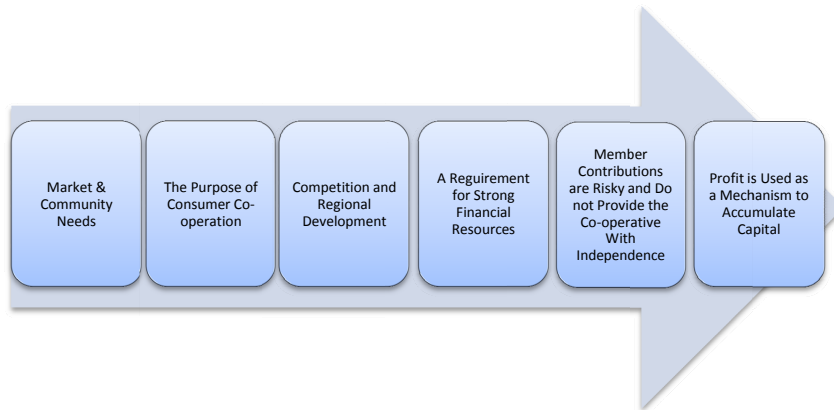 Market &
Community
Needs
The Purpose of
Consumer Co-
operation
Competition and
Regional
Development
A Reguirement
for Strong
Financial
Resources
Member
Contributions
are Risky and Do
not Provide the
Co-operative
With
Independence
Profit is Used as
a Mechanism to
Accumulate
Capital